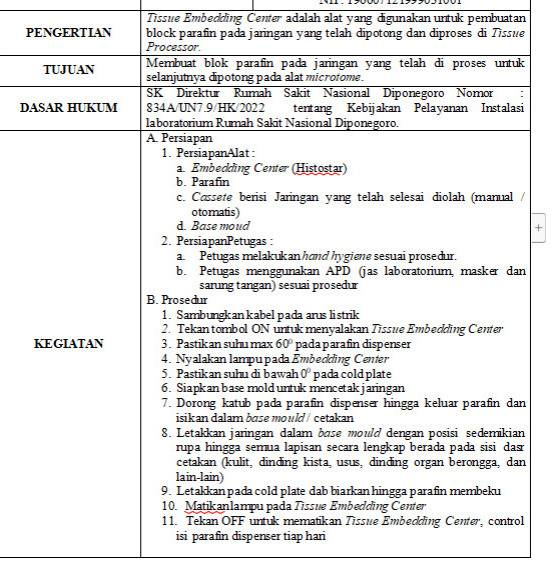 PENGERTIAN
Tissue Embedding Center adalah alat yang digunakan untuk pembuatan
block parafin pada jaringan yang telah dipotong dan diproses di Tissue
Processor.
TUJUAN
Membuat blok parafin pada jaringan yang telah di proses untuk
selanjutnya dipotong pada alat microtome.
DASAR HUKUM
SK Direktur Rumah Sakit Nasional Diponegoro Nomor :
834A/UN7.9/HK/2022 tentang Kebijakan Pelayanan Instalasi
laboratorium Rumah Sakit Nasional Diponegoro.
KEGIATAN
A. Persiapan
1. PersiapanAlat :
a. Embedding Center (Histostar)
b. Parafin
c. Cassete berisi Jaringan yang telah selesai diolah (manual /
otomatis)
d. Base moud
2. PersiapanPetugas :
a. Petugas melakukan hand hygiene sesuai prosedur.
b. Petugas menggunakan APD (jas laboratorium, masker dan
sarung tangan) sesuai prosedur
B. Prosedur
1. Sambungkan kabel pada arus listrik
2. Tekan tombol ON untuk menyalakan Tissue Embedding Center
3. Pastikan suhu max 60⁰ pada parafin dispenser
4. Nyalakan lampu pada Embedding Center
5. Pastikan suhu di bawah 0⁰ pada cold plate
6. Siapkan base mold untuk mencetak jaringan
7. Dorong katub pada parafin dispenser hingga keluar parafin dan
isikan dalam base mould / cetakan
8. Letakkan jaringan dalam base mould dengan posisi sedemikian
rupa hingga semua lapisan secara lengkap berada pada sisi dasr
cetakan (kulit, dinding kista, usus, dinding organ berongga, dan
lain-lain)
9. Letakkan pada cold plate dab biarkan hingga parafin membeku
10. Matikan lampu pada Tissue Embedding Center
11. Tekan OFF untuk mematikan Tissue Embedding Center, control
isi parafin dispenser tiap hari